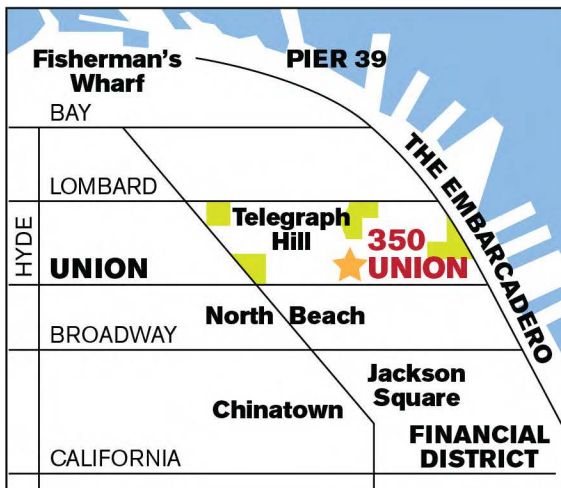 Fisherman's
Wharf
PIER 39
BAY
THE EMBARCADERO
LOMBARD
Telegraph
Hill
350
UNION
HYDE
UNION
North Beach
BROADWAY
Jackson
Square
Chinatown
FINANCIAL
DISTRICT
CALIFORNIA